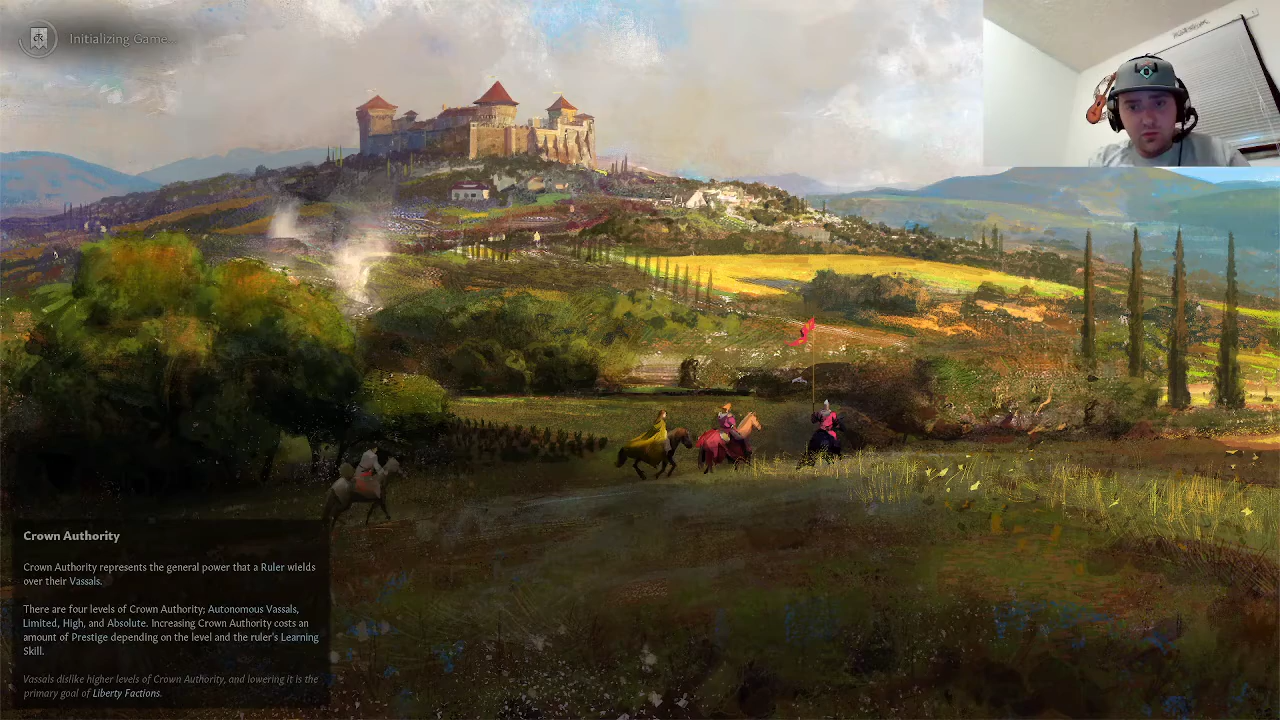 Initializing Game...
Crown Authority
Crown Authority represents the general power that a Ruler wields
over their Vassals.
There are four levels of Crown Authority; Autonomous Vassals,
Limited, High, and Absolute. Increasing Crown Authority costs an
amount of Prestige depending on the level and the ruler's Learning
Skill.
Vassals dislike higher levels of Crown Authority, and lowering it is the
primary goal of Liberty Factions.